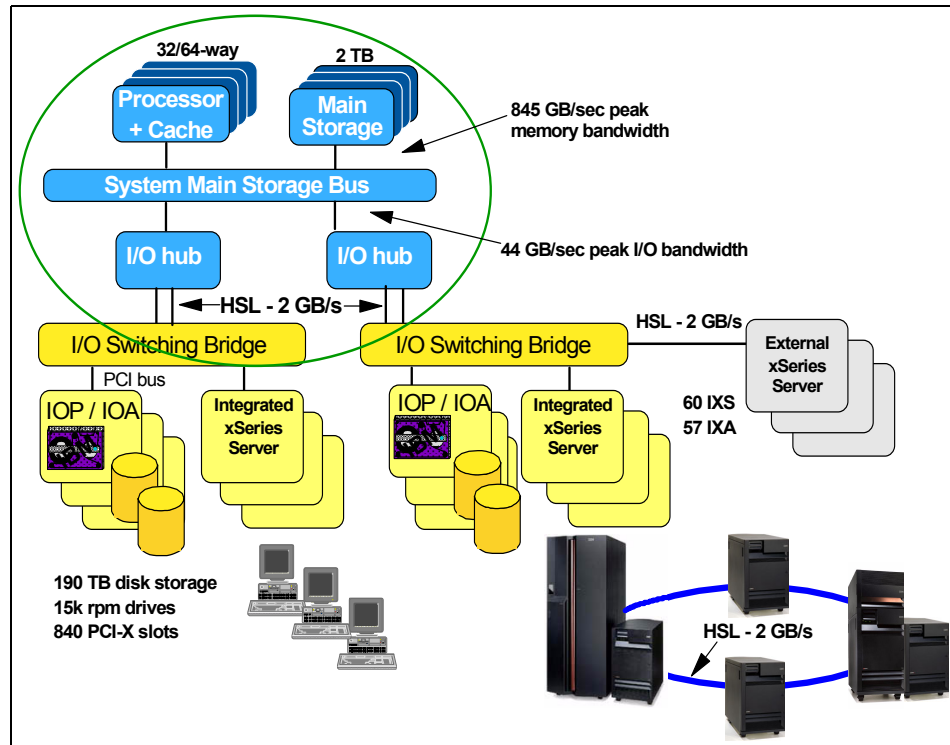 32/64-way
2 TB
Processor
+ Cache
Main
Storage
845 GB/sec peak
memory bandwidth
System Main Storage Bus
I/O hub
I/O hub
44 GB/sec peak I/O bandwidth
HSL - 2 GB/s
HSL - 2 GB/s
I/O Switching Bridge
I/O Switching Bridge
External
xSeries
Server
PCI bus
IOP / IOA
Integrated
xSeries
Server
IOP / IOA
Integrated
xSeries
Server
60 IXS
57 IXA
190 TB disk storage
15k rpm drives
840 PCI-X slots
HSL - 2 GB/s